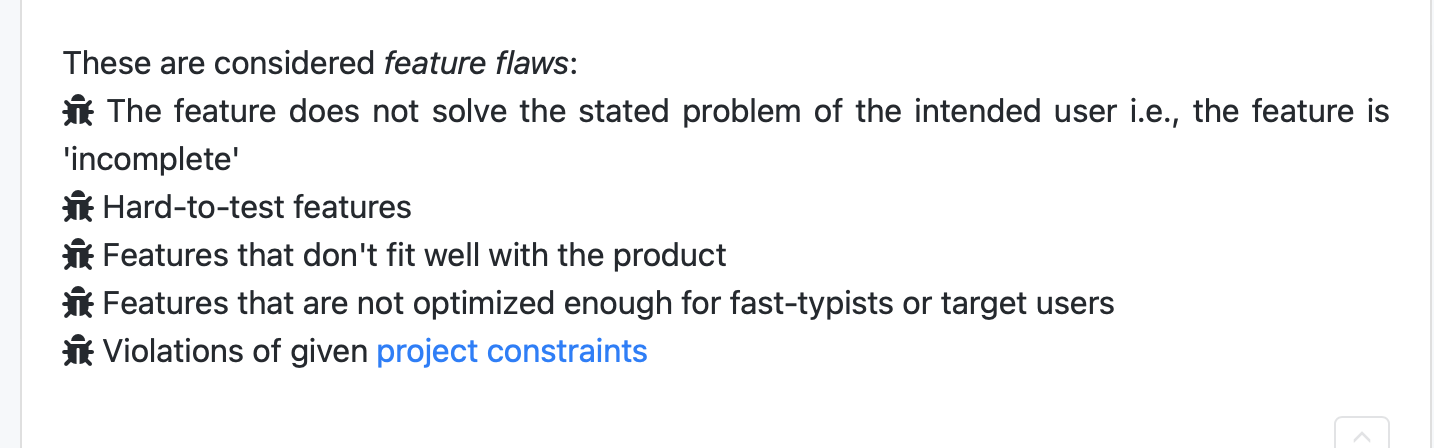 These are considered feature flaws:
The feature does not solve the stated problem of the intended user i.e., the feature is
'incomplete'
Hard-to-test features
Features that don't fit well with the product
Features that are not optimized enough for fast-typists or target users
Violations of given project constraints